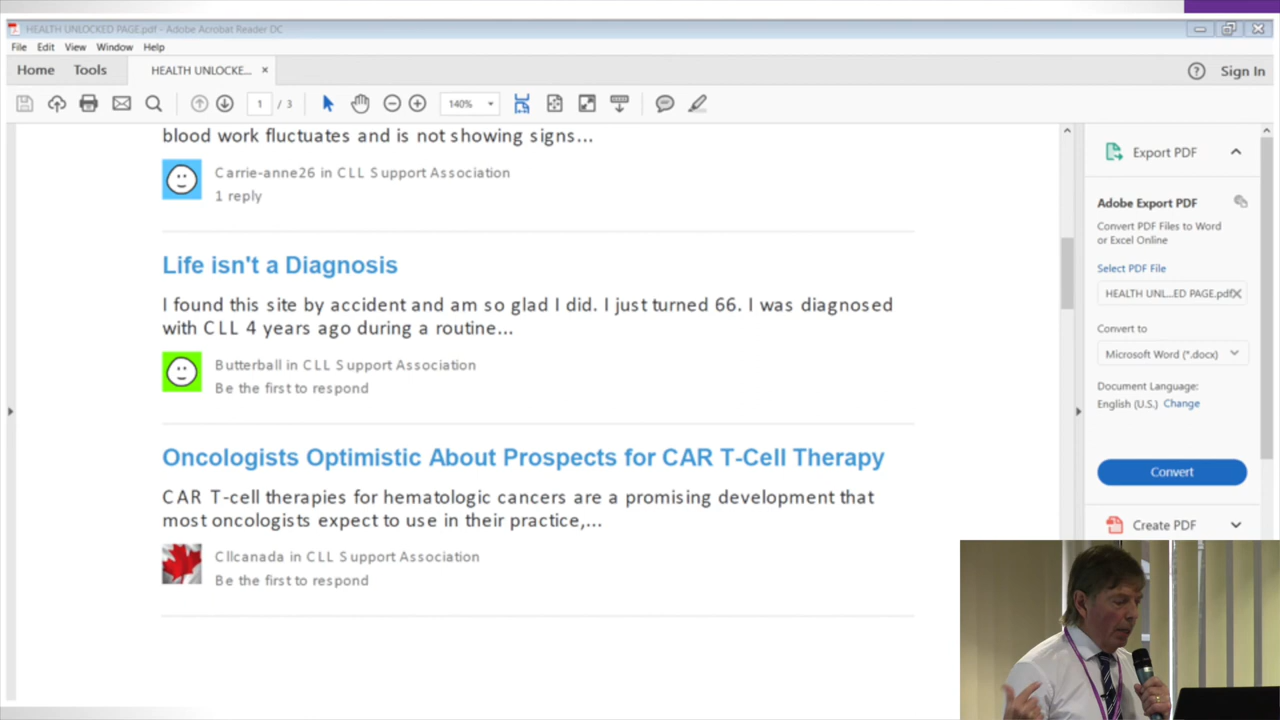 HEALTH UNLOCKED PAGE.pdf - Adobe Acrobat Reader DC
File Edit View Window Help
Home Tools HEALTH UNLOCKE... × Sign In
1 / 3 140%
blood work fluctuates and is not showing signs...
Carrie-anne26 in CLL Support Association
1 reply
Life isn't a Diagnosis
I found this site by accident and am so glad I did. I just turned 66. I was diagnosed
with CLL 4 years ago during a routine...
Butterball in CLL Support Association
Be the first to respond
Oncologists Optimistic About Prospects for CAR T-Cell Therapy
CAR T-cell therapies for hematologic cancers are a promising development that
most oncologists expect to use in their practice,...
Cllcanada in CLL Support Association
Be the first to respond
Export PDF
Adobe Export PDF
Convert PDF Files to Word
or Excel Online
Select PDF File
HEALTH UNL...ED PAGE.pdf
Convert to
Microsoft Word (*.docx)
Document Language:
English (U.S.) Change
Convert
Create PDF